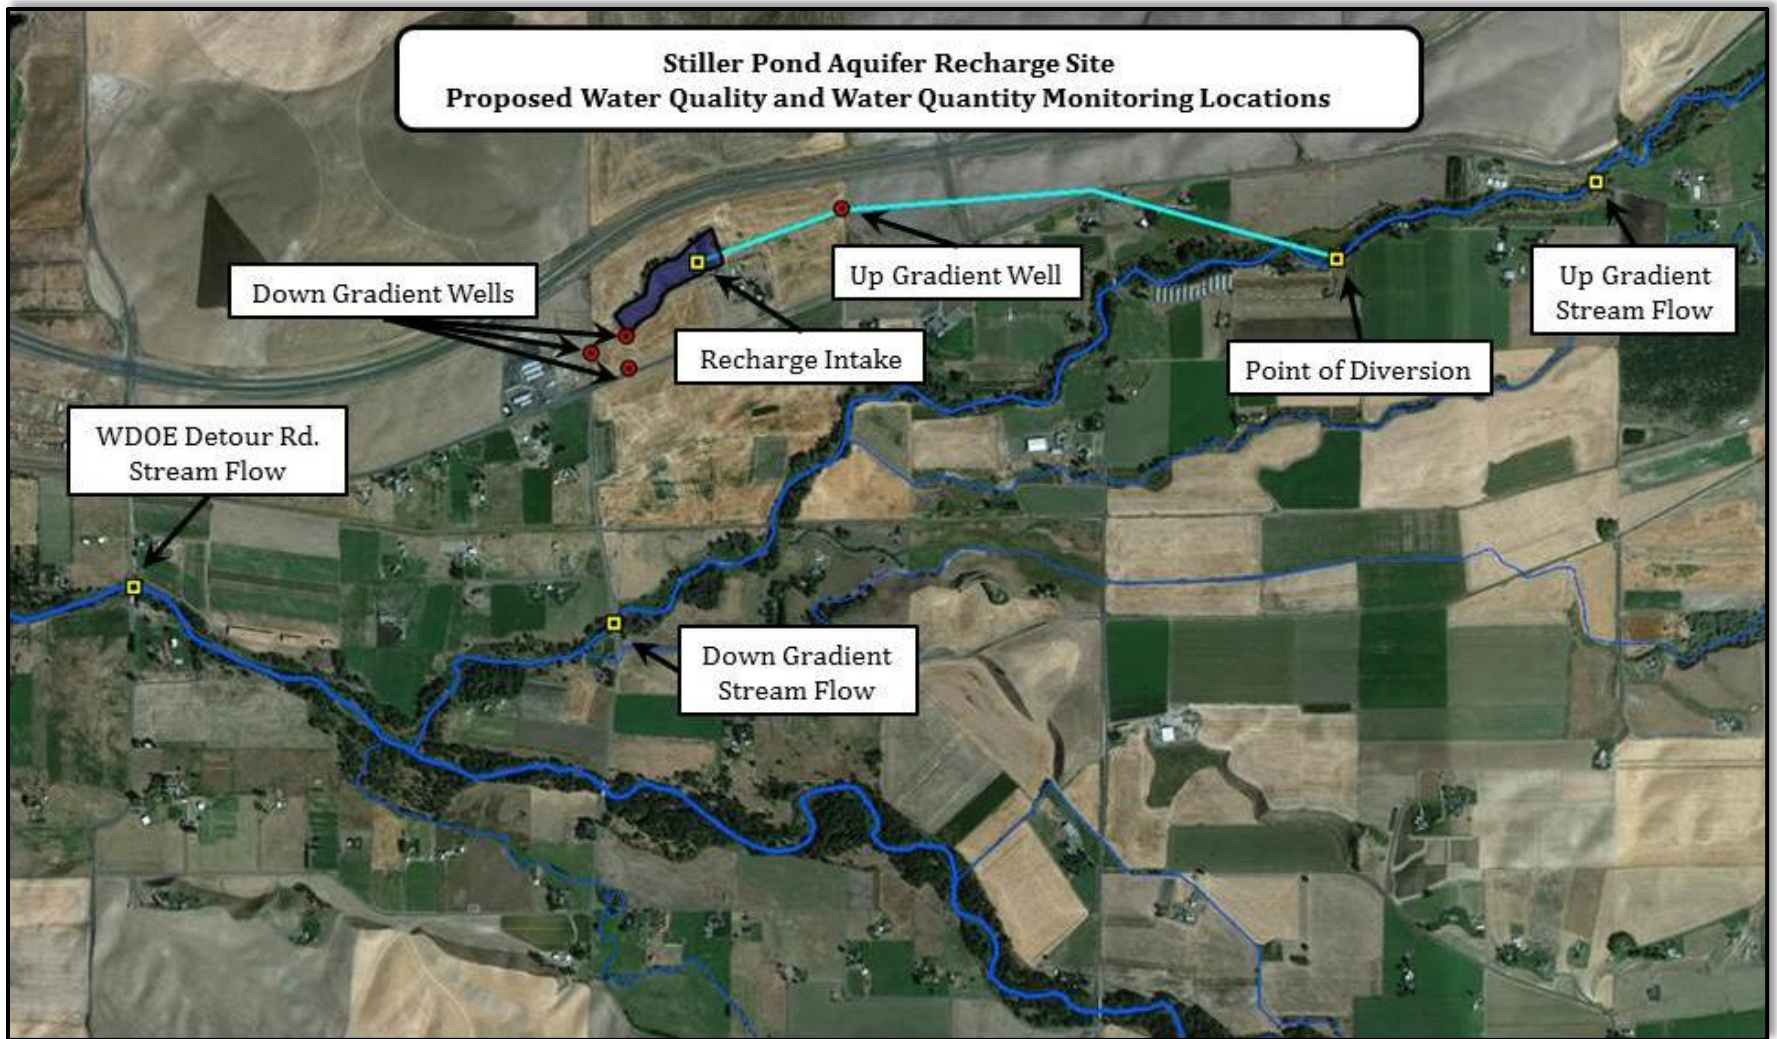 Stiller Pond Aquifer Recharge Site
Proposed Water Quality and Water Quantity Monitoring Locations
Down Gradient Wells
Up Gradient Well
Up Gradient
Stream Flow
Recharge Intake
Point of Diversion
WDOE Detour Rd.
Stream Flow
Down Gradient
Stream Flow